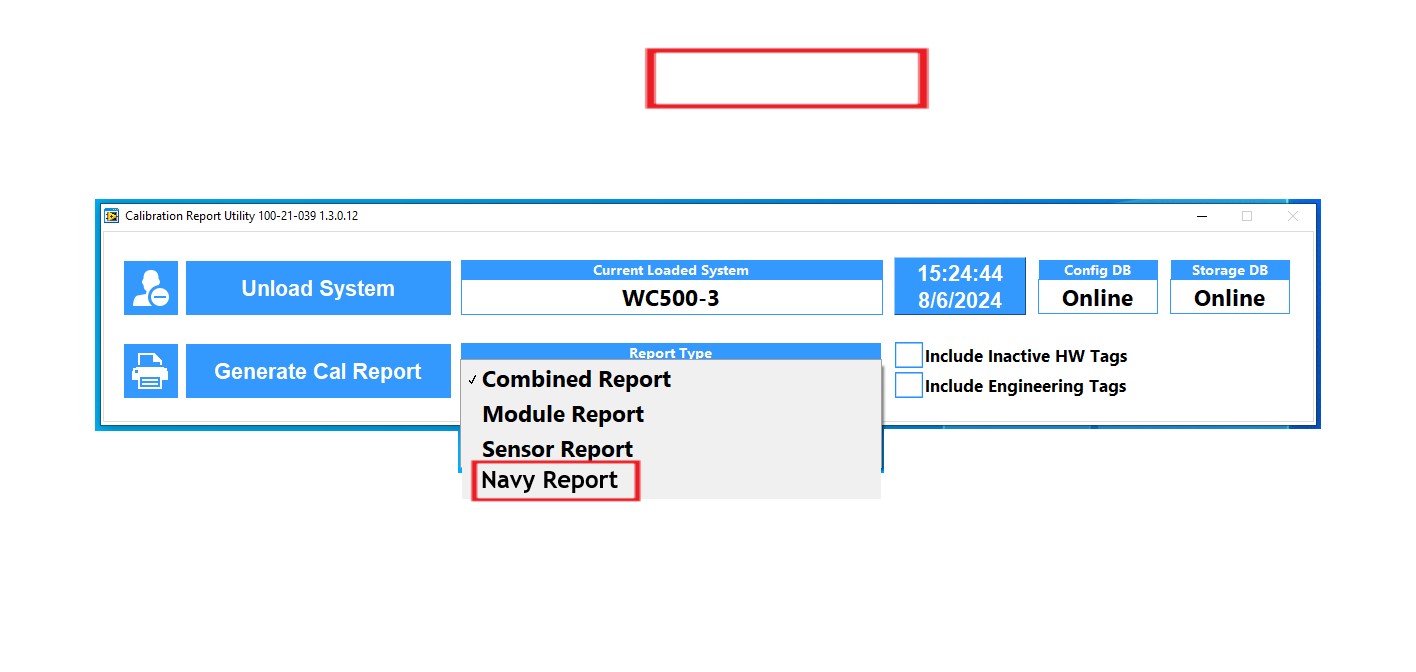 Calibration Report Utility 100-21-039 1.3.0.12
Unload System
Current Loaded System
WC500-3
15:24:44
8/6/2024
Config DB
Online
Storage DB
Online
Generate Cal Report
Report Type
✓ Combined Report
Module Report
Sensor Report
Navy Report
Include Inactive HW Tags
Include Engineering Tags